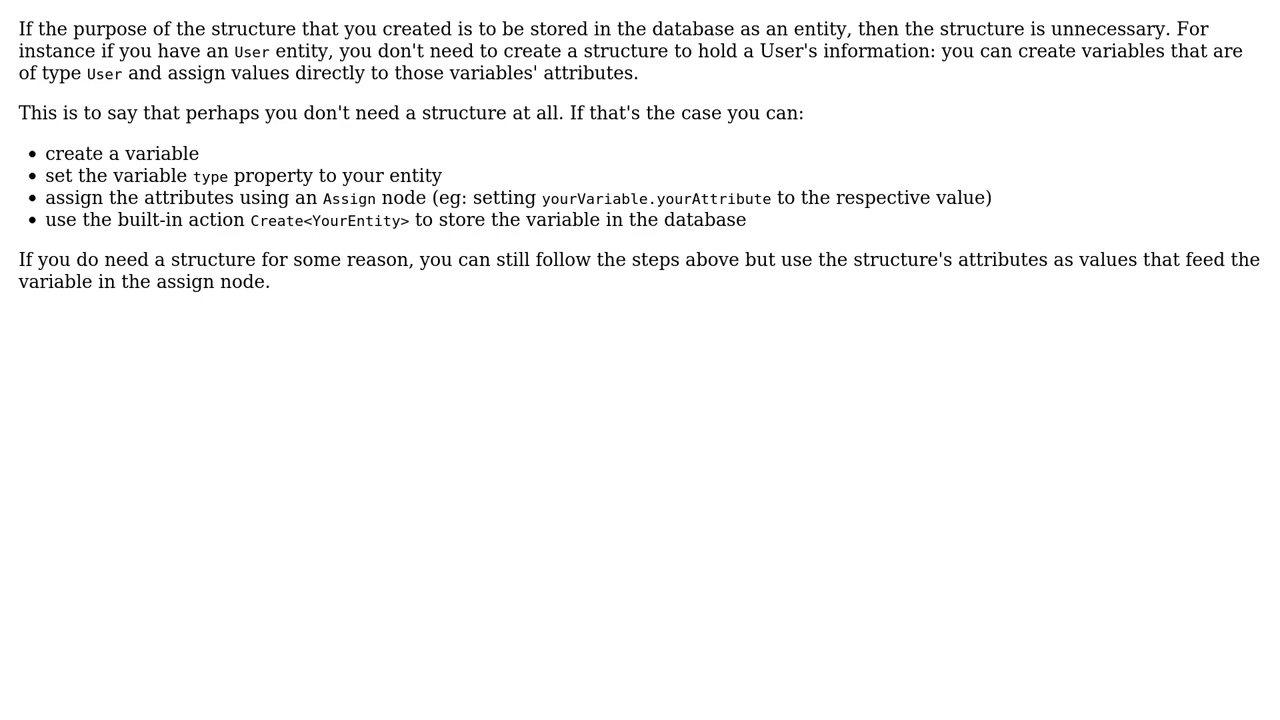 If the purpose of the structure that you created is to be stored in the database as an entity, then the structure is unnecessary. For
instance if you have an User entity, you don't need to create a structure to hold a User's information: you can create variables that are
of type User and assign values directly to those variables' attributes.
This is to say that perhaps you don't need a structure at all. If that's the case you can:
• create a variable
• set the variable type property to your entity
• assign the attributes using an Assign node (eg: setting yourVariable.yourAttribute to the respective value)
• use the built-in action Create<YourEntity> to store the variable in the database
If you do need a structure for some reason, you can still follow the steps above but use the structure's attributes as values that feed the
variable in the assign node.